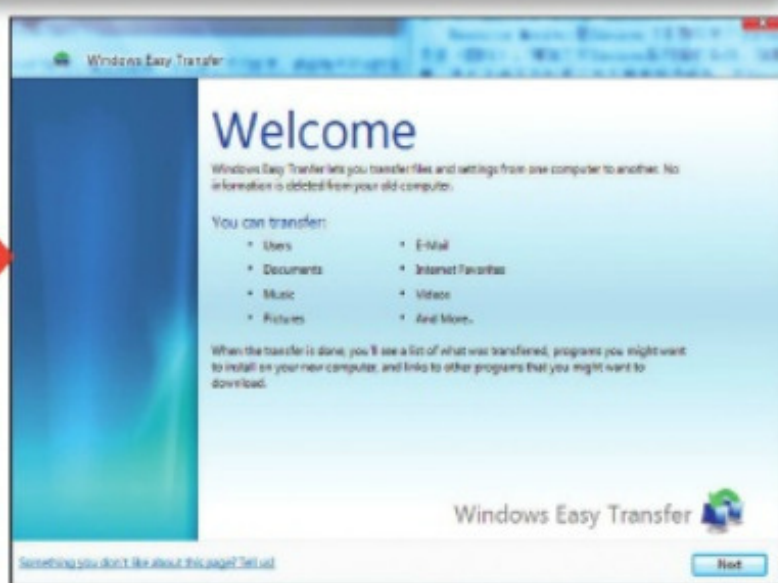 Windows Easy Transfer
Welcome
Windows Easy Tranfer lets you transfer files and settings from one computer to another. No
information is deleted from your old computer.
You can transfer:
• Users
• E-Mail
• Documents
• Internet Favorites
• Music
• Videos
• Pictures
• And More.
When the transfer is done, you'll see a list of what was transferred, programs you might want
to install on your new computer, and links to other programs that you might want to
download.
Windows Easy Transfer
Something you don't like about this page? Tell us!
Next